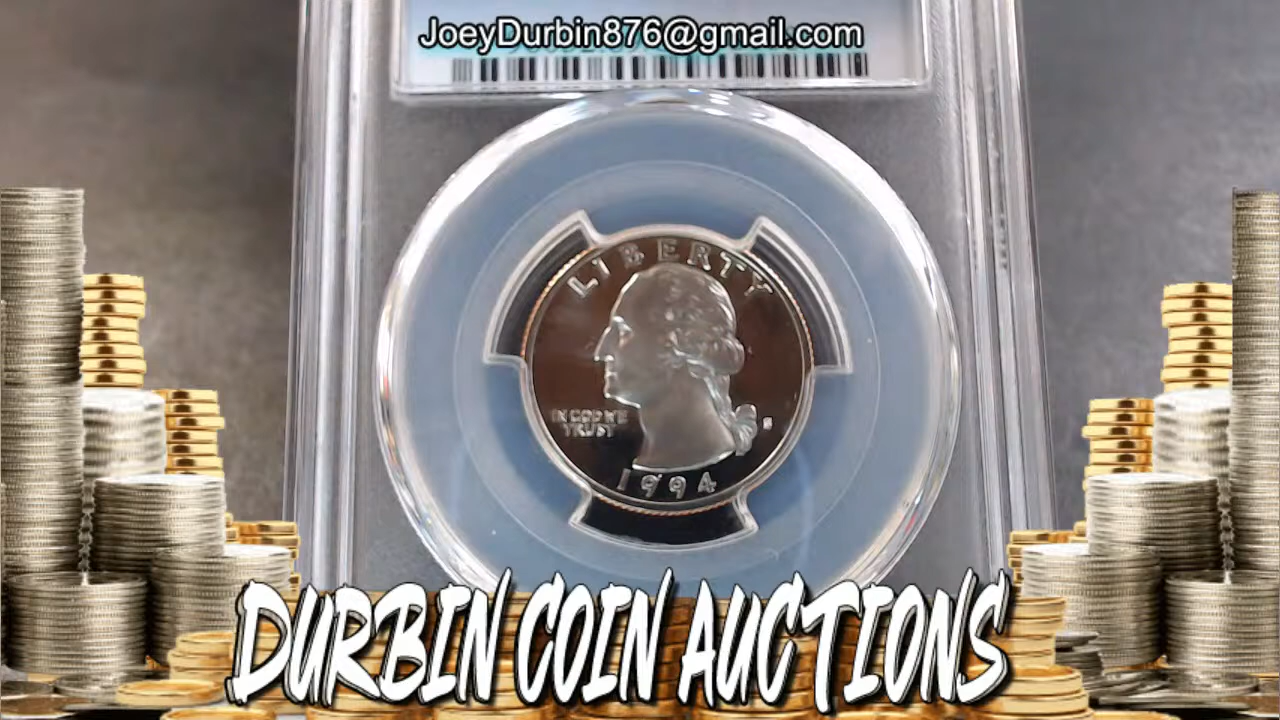 JoeyDurbin876@gmail.com
LIBERTY
IN GOD WE
TRUST
S
1994
DURBIN COIN AUCTIONS